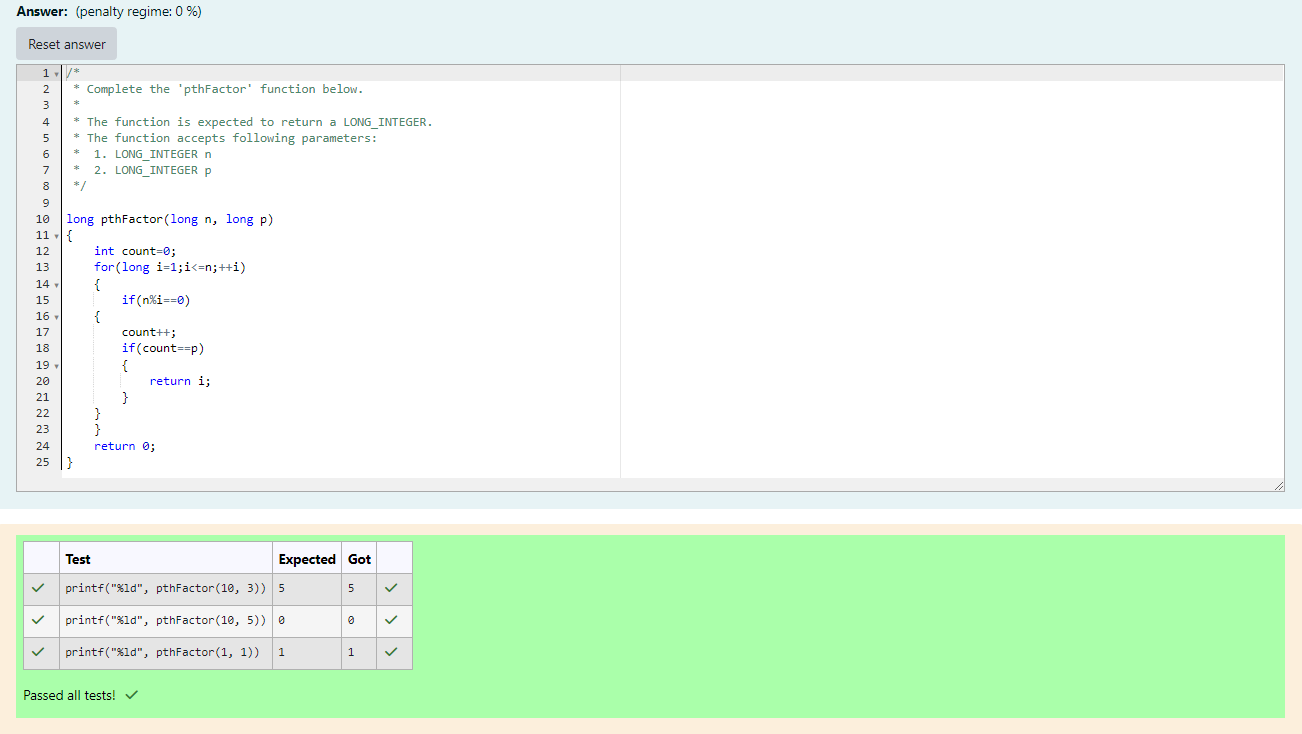 Answer: (penalty regime: 0 %)
Reset answer
1 /*
2  * Complete the 'pthFactor' function below.
3  *
4  * The function is expected to return a LONG_INTEGER.
5  * The function accepts following parameters:
6  *  1. LONG_INTEGER n
7  *  2. LONG_INTEGER p
8  */
9
10 long pthFactor(long n, long p)
11 {
12     int count=0;
13     for(long i=1;i<=n;++i)
14     {
15         if(n%i==0)
16     {
17         count++;
18         if(count==p)
19         {
20             return i;
21         }
22     }
23     }
24     return 0;
25 }
Test Expected Got
✓ printf("%ld", pthFactor(10, 3)) 5 5 ✓
✓ printf("%ld", pthFactor(10, 5)) 0 0 ✓
✓ printf("%ld", pthFactor(1, 1)) 1 1 ✓
Passed all tests! ✓